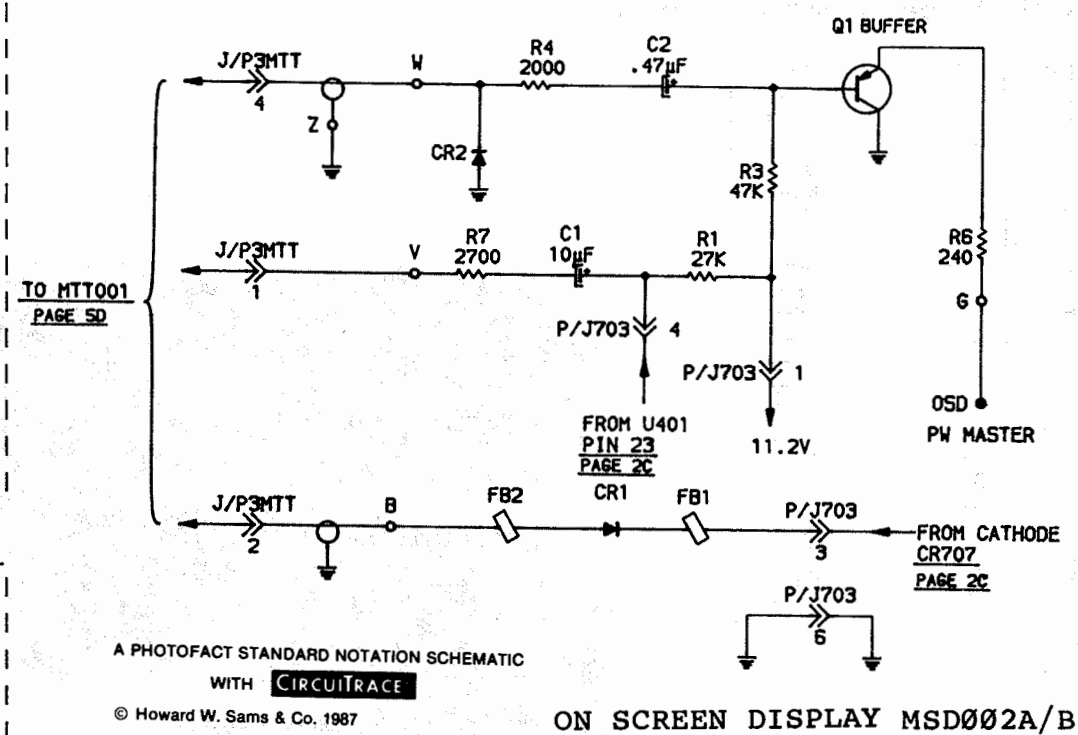 Q1 BUFFER
J/P3MTT
4
W
Z
CR2
R4
2000
C2
.47µF
R3
47K
R6
240
G
OSD
PW MASTER
TO MTT001
PAGE 5D
J/P3MTT
1
V
R7
2700
C1
10µF
R1
27K
P/J703
4
FROM U401
PIN 23
PAGE 2C
P/J703
1
11.2V
J/P3MTT
2
B
FB2
CR1
FB1
P/J703
3
FROM CATHODE
CR707
PAGE 2C
P/J703
6
A PHOTOFACT STANDARD NOTATION SCHEMATIC
WITH CIRCUITRACE
© Howard W. Sams & Co. 1987
ON SCREEN DISPLAY MSD002A/B